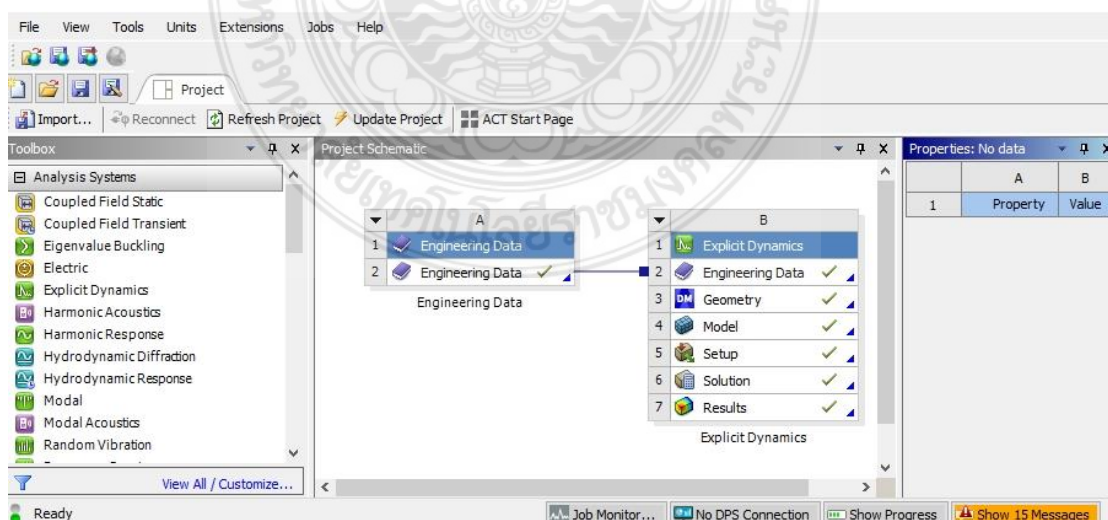 File View Tools Units Extensions Jobs Help
Project
Import... Reconnect Refresh Project Update Project ACT Start Page
Toolbox
Project Schematic
Properties: No data
Analysis Systems
Coupled Field Static
Coupled Field Transient
Eigenvalue Buckling
Electric
Explicit Dynamics
Harmonic Acoustics
Harmonic Response
Hydrodynamic Diffraction
Hydrodynamic Response
Modal
Modal Acoustics
Random Vibration
View All / Customize...
A
1 Engineering Data
2 Engineering Data
Engineering Data
B
1 Explicit Dynamics
2 Engineering Data
3 DM Geometry
4 Model
5 Setup
6 Solution
7 Results
Explicit Dynamics
A B
1 Property Value
Ready
Job Monitor... No DPS Connection Show Progress Show 15 Messages